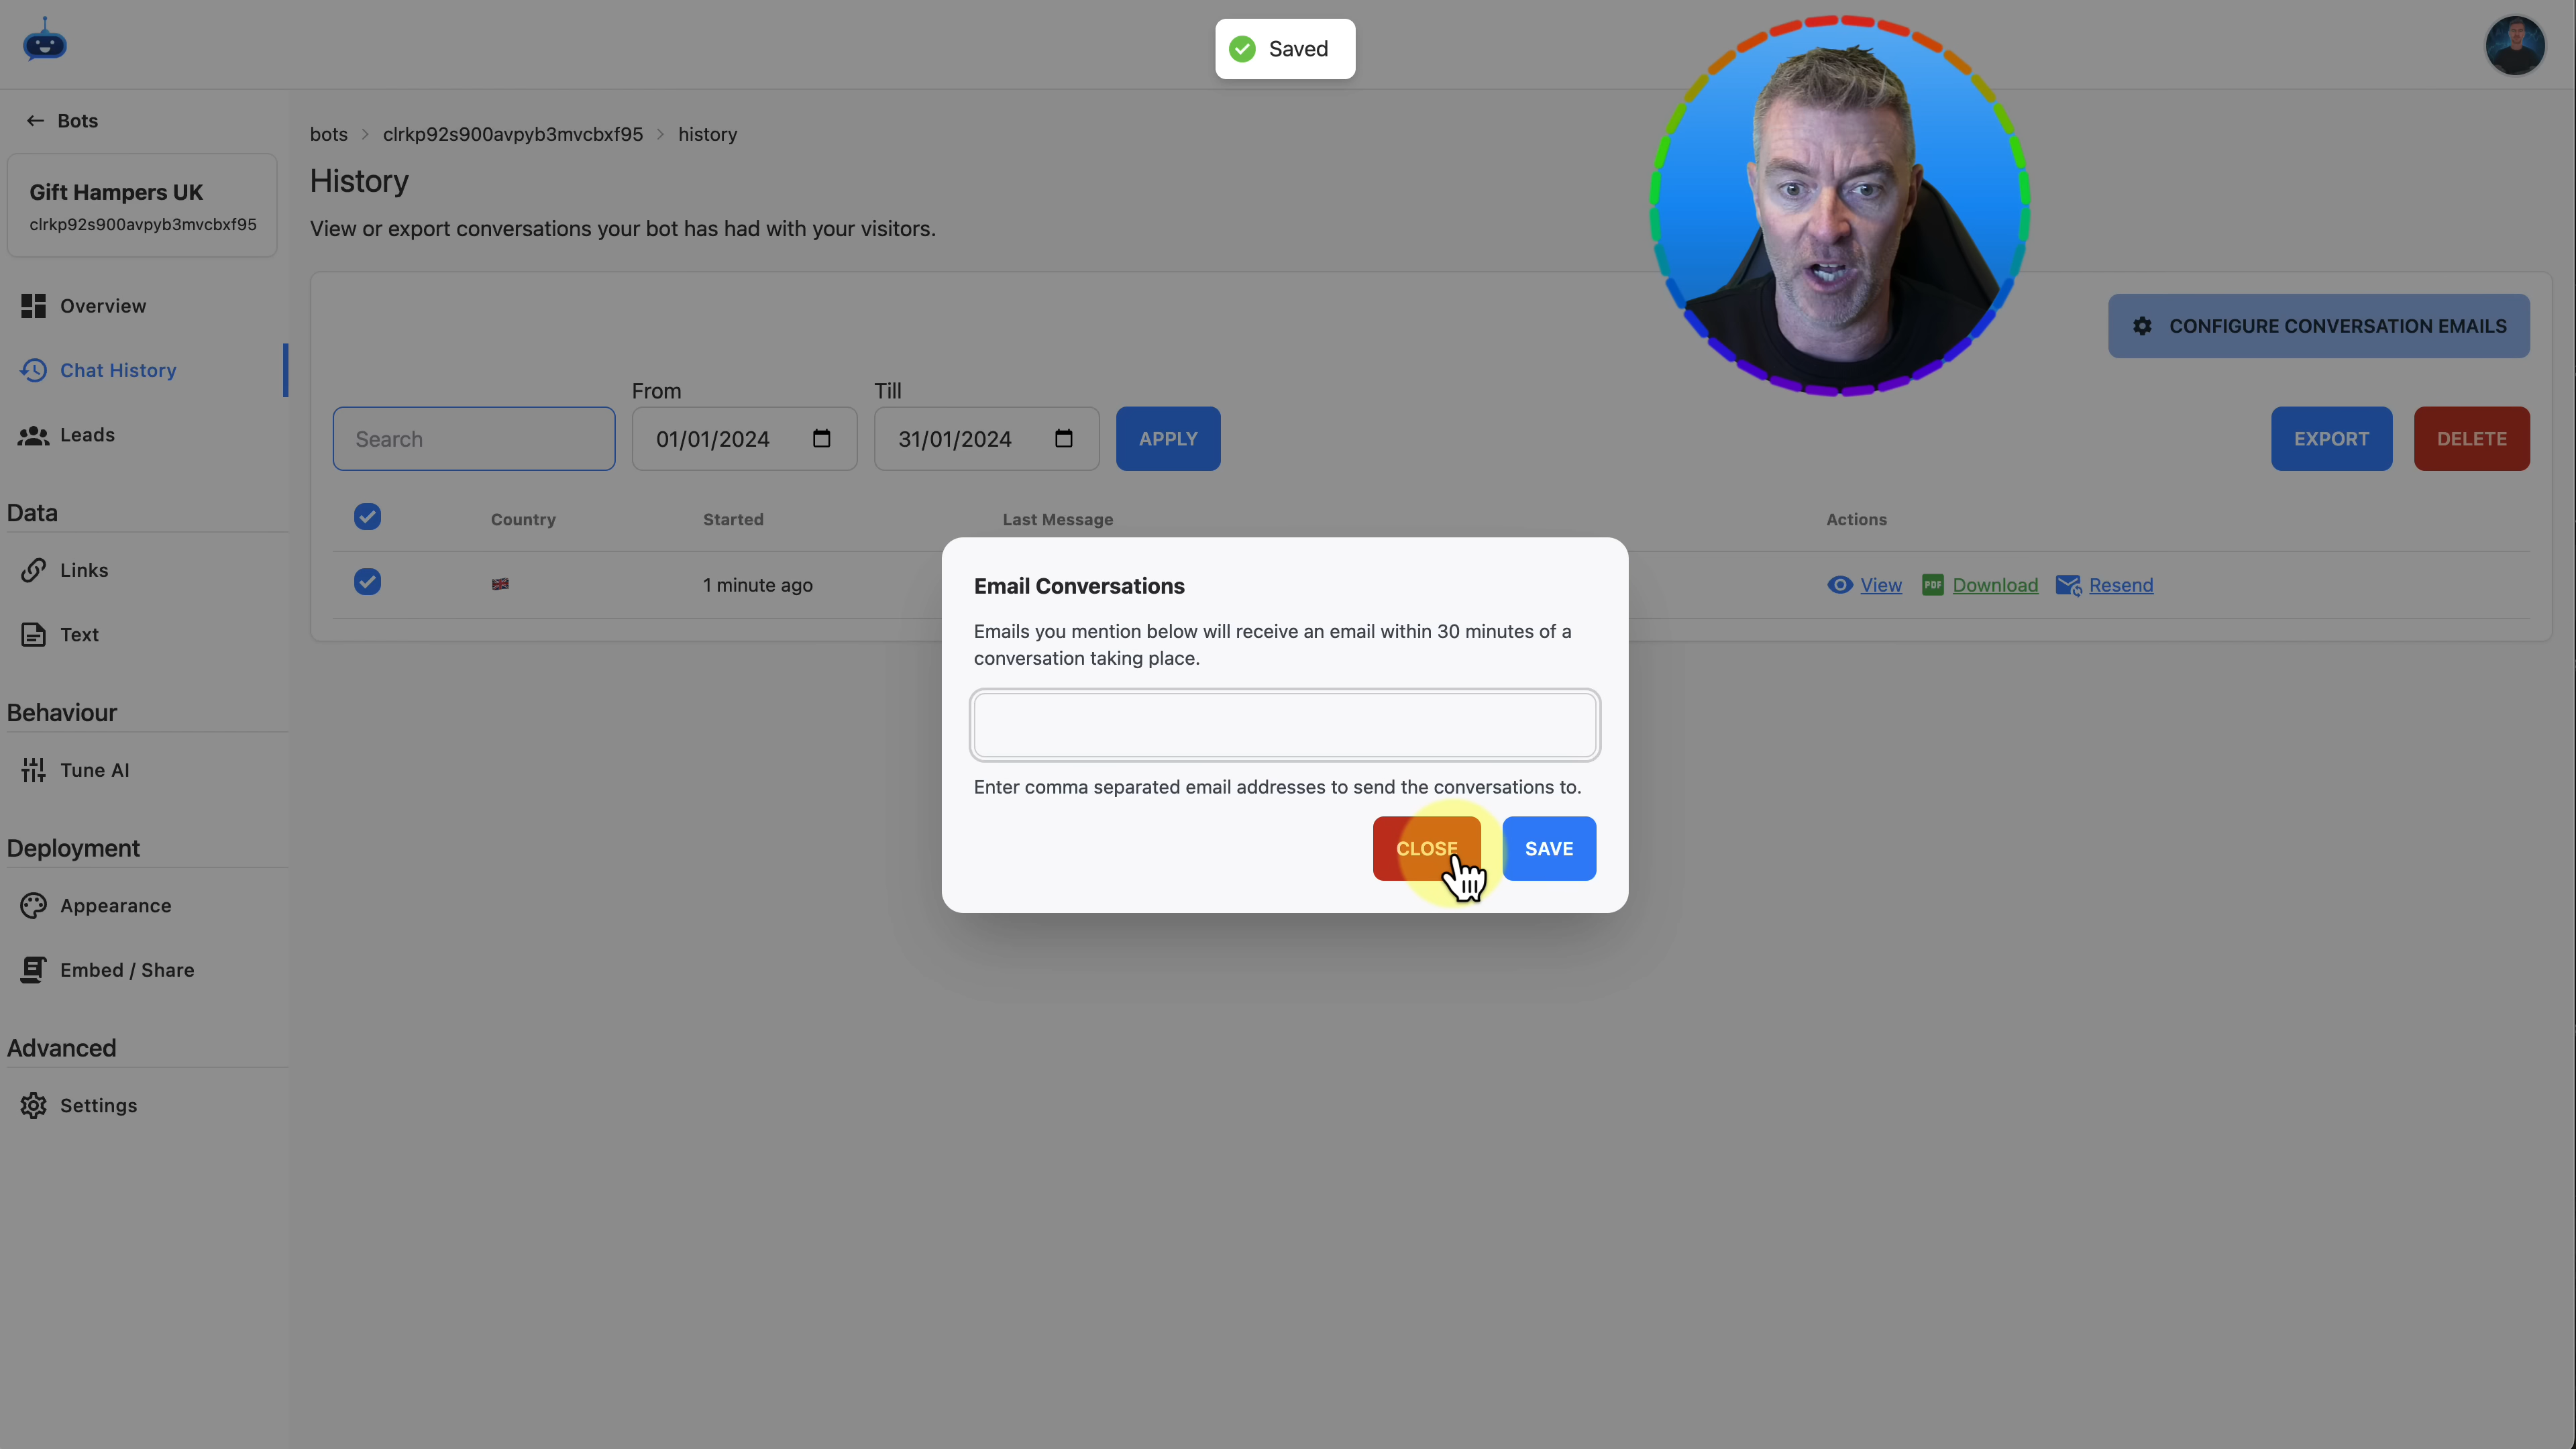 Saved
Bots
Gift Hampers UK
clrkp92s900avpyb3mvcbxf95
Overview
Chat History
Leads
Data
Links
Text
Behaviour
Tune AI
Deployment
Appearance
Embed / Share
Advanced
Settings
bots > clrkp92s900avpyb3mvcbxf95 > history
History
View or export conversations your bot has had with your visitors.
CONFIGURE CONVERSATION EMAILS
From
Till
Search
01/01/2024
31/01/2024
APPLY
EXPORT
DELETE
Country
Started
Last Message
Actions
1 minute ago
View
PDF
Download
Resend
Email Conversations
Emails you mention below will receive an email within 30 minutes of a
conversation taking place.
Enter comma separated email addresses to send the conversations to.
CLOSE
SAVE